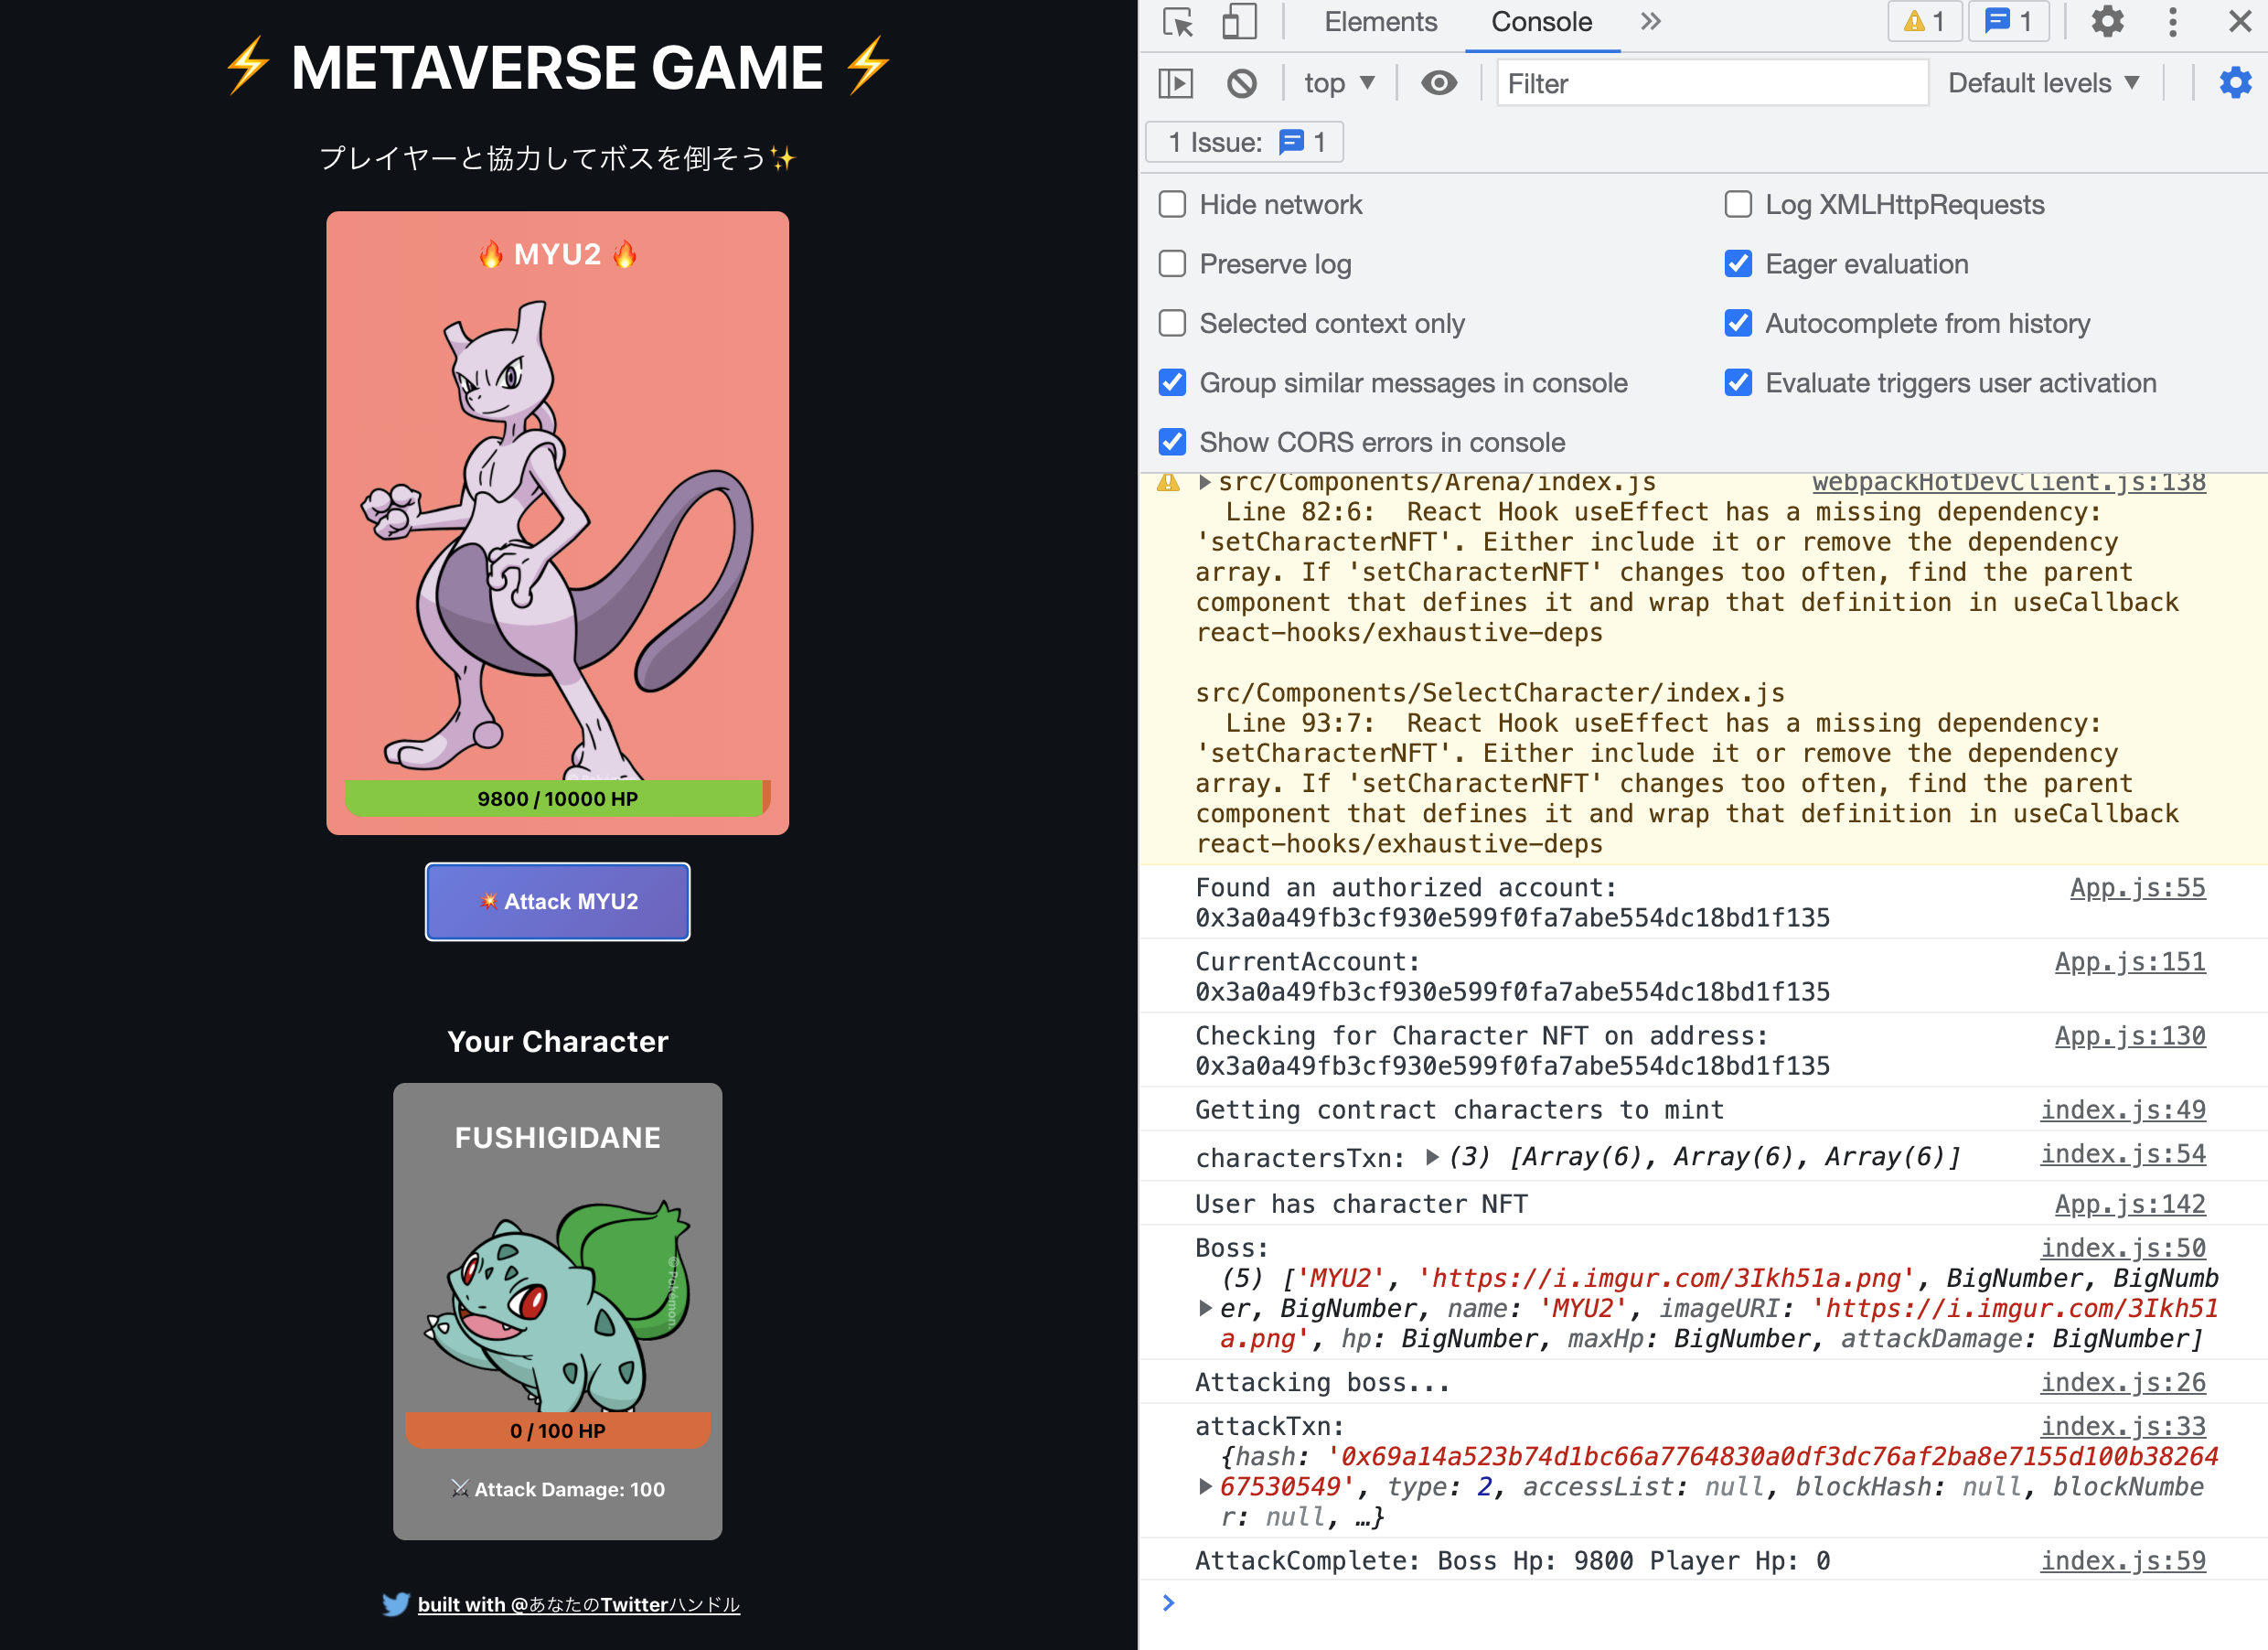 ⚡ METAVERSE GAME ⚡
プレイヤーと協力してボスを倒そう✨
🔥 MYU2 🔥
9800 / 10000 HP
💥 Attack MYU2
Your Character
FUSHIGIDANE
©Pokémon.
0 / 100 HP
⚔ Attack Damage: 100
built with @あなたのTwitterハンドル
Elements
Console
»
1
1
top ▼
Filter
Default levels ▼
1 Issue: 1
Hide network
Log XMLHttpRequests
Preserve log
Eager evaluation
Selected context only
Autocomplete from history
Group similar messages in console
Evaluate triggers user activation
Show CORS errors in console
src/Components/Arena/index.js webpackHotDevClient.js:138
Line 82:6: React Hook useEffect has a missing dependency:
'setCharacterNFT'. Either include it or remove the dependency
array. If 'setCharacterNFT' changes too often, find the parent
component that defines it and wrap that definition in useCallback
react-hooks/exhaustive-deps
src/Components/SelectCharacter/index.js
Line 93:7: React Hook useEffect has a missing dependency:
'setCharacterNFT'. Either include it or remove the dependency
array. If 'setCharacterNFT' changes too often, find the parent
component that defines it and wrap that definition in useCallback
react-hooks/exhaustive-deps
Found an authorized account: App.js:55
0x3a0a49fb3cf930e599f0fa7abe554dc18bd1f135
CurrentAccount: App.js:151
0x3a0a49fb3cf930e599f0fa7abe554dc18bd1f135
Checking for Character NFT on address: App.js:130
0x3a0a49fb3cf930e599f0fa7abe554dc18bd1f135
Getting contract characters to mint index.js:49
charactersTxn: ▶(3) [Array(6), Array(6), Array(6)] index.js:54
User has character NFT App.js:142
Boss: index.js:50
(5) ['MYU2', 'https://i.imgur.com/3Ikh51a.png', BigNumber, BigNumb
er, BigNumber, name: 'MYU2', imageURI: 'https://i.imgur.com/3Ikh51
a.png', hp: BigNumber, maxHp: BigNumber, attackDamage: BigNumber]
Attacking boss... index.js:26
attackTxn: index.js:33
{hash: '0x69a14a523b74d1bc66a7764830a0df3dc76af2ba8e7155d100b38264
67530549', type: 2, accessList: null, blockHash: null, blockNumbe
r: null, …}
AttackComplete: Boss Hp: 9800 Player Hp: 0 index.js:59